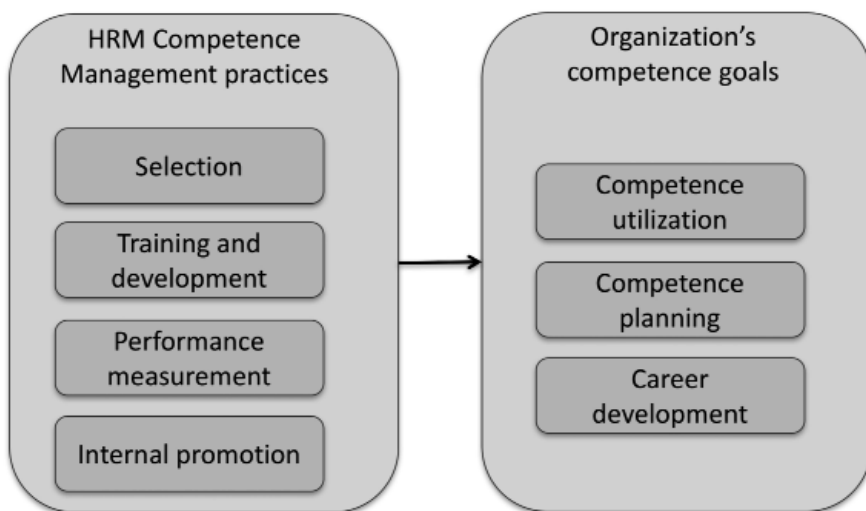 HRM Competence
Management practices
Selection
Training and
development
Performance
measurement
Internal promotion
Organization's
competence goals
Competence
utilization
Competence
planning
Career
development